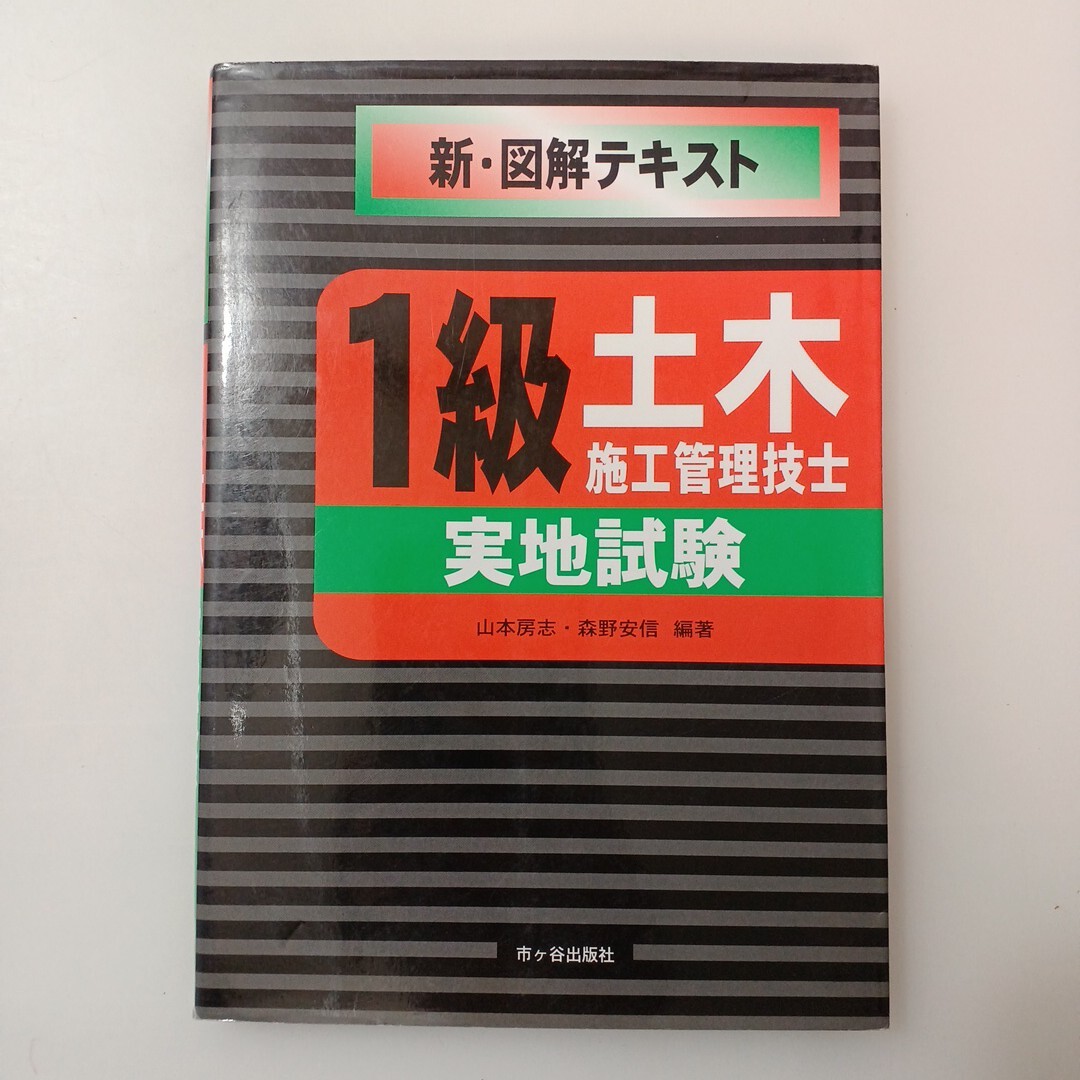 新・図解テキスト
1級 土木
施工管理技士
実地試験
山本房志・森野安信 編著
市ヶ谷出版社